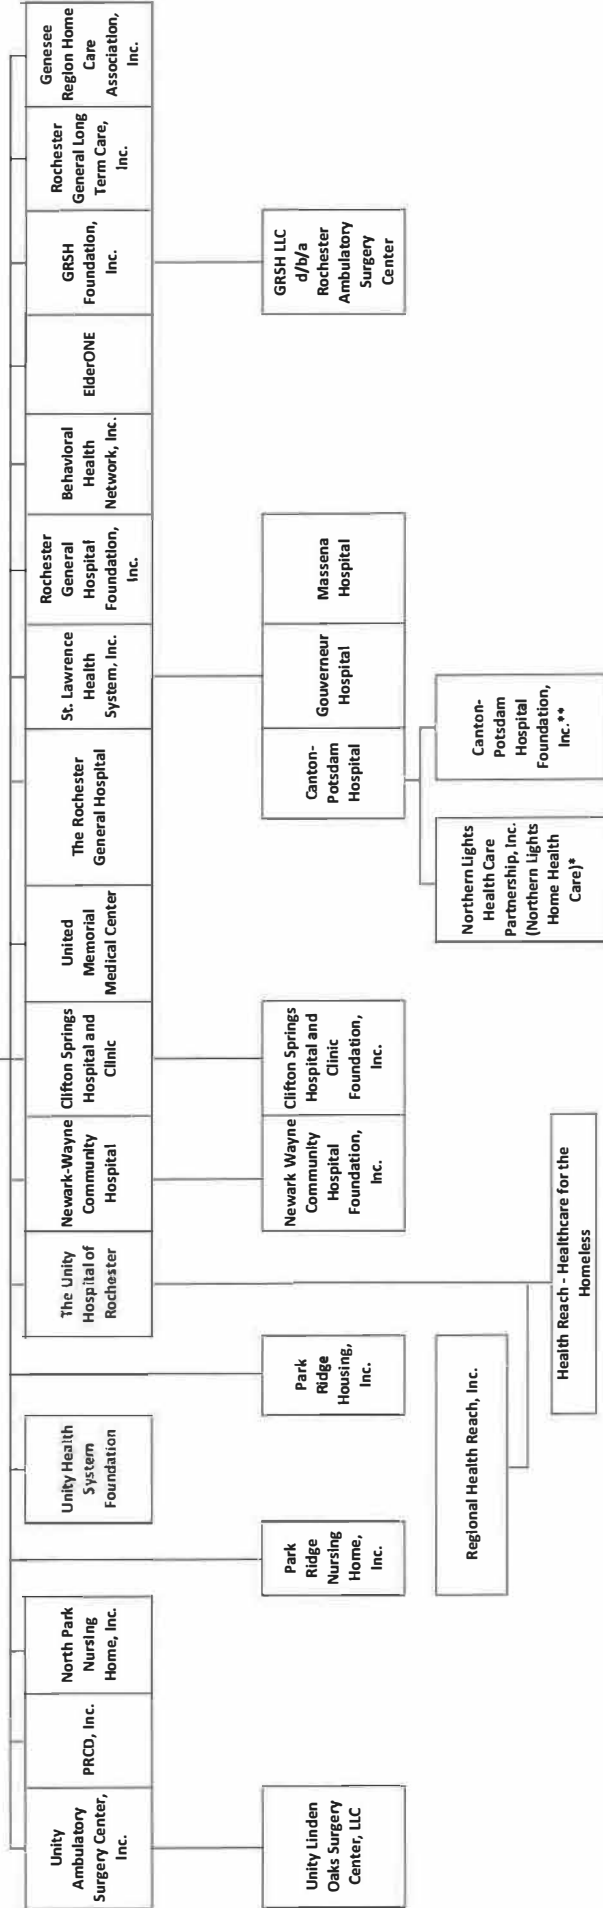 Unity
Ambulatory
Surgery Center,
Inc.
PRCD, Inc.
North Park
Nursing
Home, Inc.
Unity Health
System
Foundation
The Unity
Hospital of
Rochester
Newark-Wayne
Community
Hospital
Clifton Springs
Hospital and
Clinic
United
Memorial
Medical Center
The Rochester
General Hospital
St. Lawrence
Health
System, Inc.
Rochester
General
Hospital
Foundation,
Inc.
Behavioral
Health
Network, Inc.
ElderONE
GRSH
Foundation,
Inc.
Rochester
General Long
Term Care,
Inc.
Genesee
Region Home
Care
Association,
Inc.
Unity Linden
Oaks Surgery
Center, LLC
Park
Ridge
Nursing
Home,
Inc.
Park
Ridge
Housing,
Inc.
Newark Wayne
Community
Hospital
Foundation,
Inc.
Clifton Springs
Hospital and
Clinic
Foundation,
Inc.
Canton-
Potsdam
Hospital
Gouverneur
Hospital
Massena
Hospital
GRSH LLC
d/b/a
Rochester
Ambulatory
Surgery
Center
Regional Health Reach, Inc.
Northern Lights
Health Care
Partnership, Inc.
(Northern Lights
Home Health
Care)*
Canton-
Potsdam
Hospital
Foundation,
Inc.**
Health Reach - Healthcare for the
Homeless